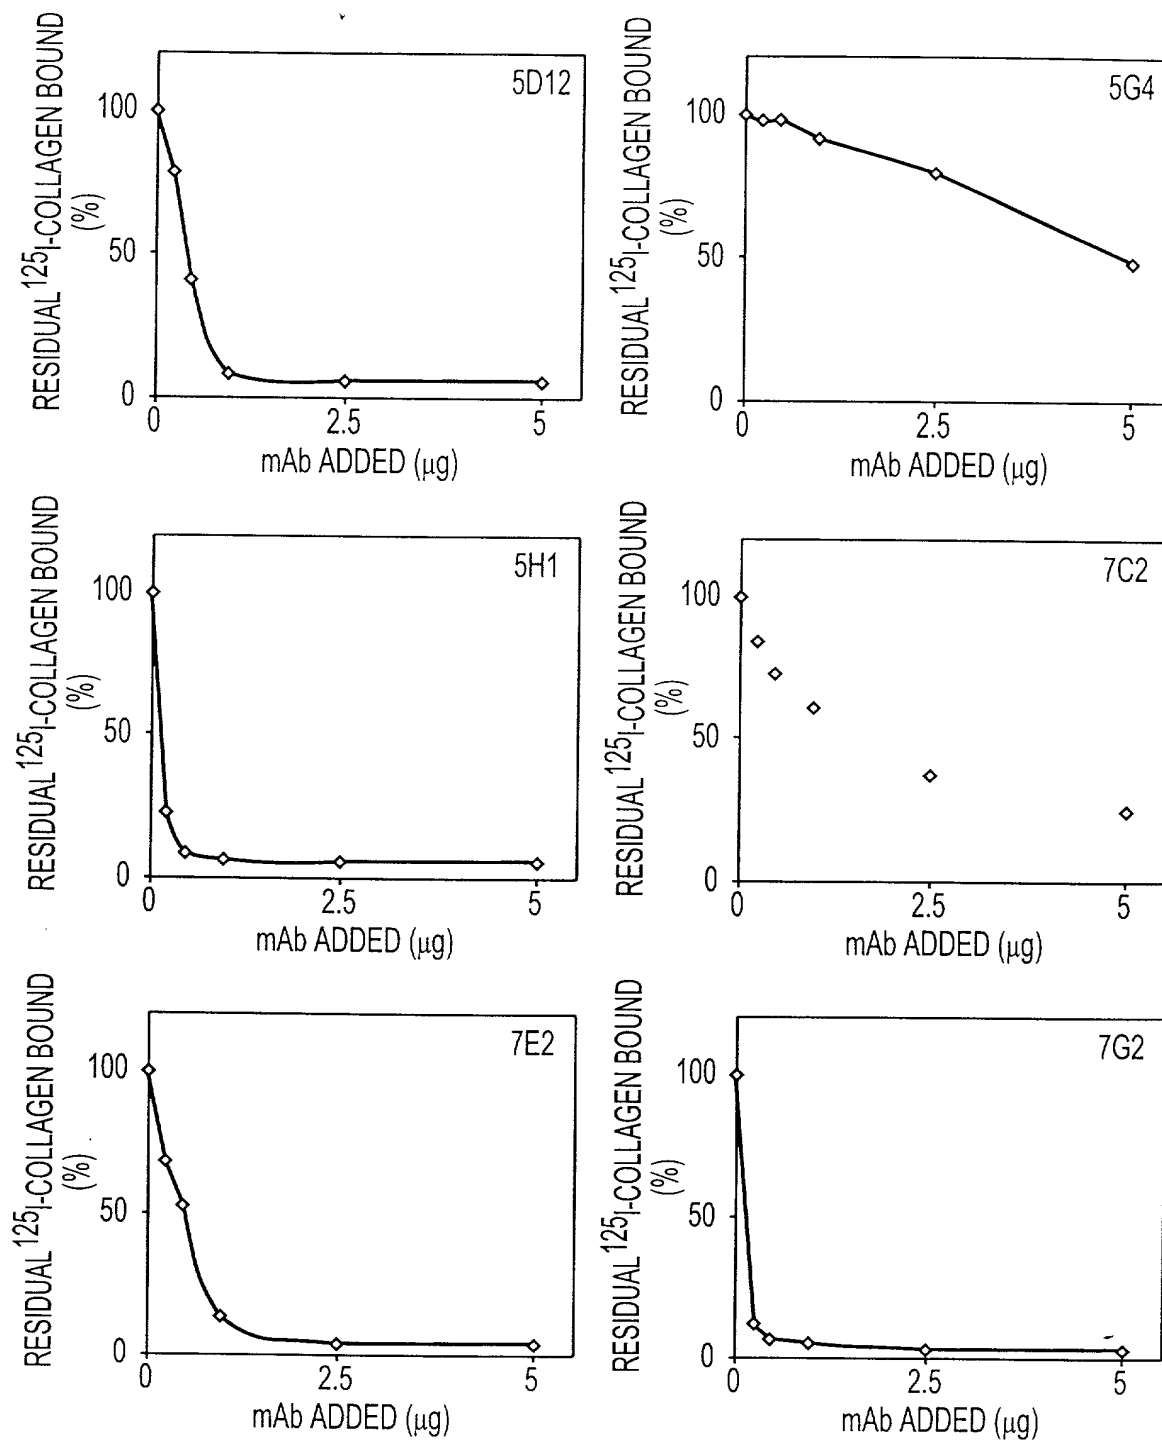 RESIDUAL 125I-COLLAGEN BOUND
(%)
5D12
100
50
0
0 2.5 5
mAb ADDED (μg)
RESIDUAL 125I-COLLAGEN BOUND
(%)
5G4
100
50
0
0 2.5 5
mAb ADDED (μg)
RESIDUAL 125I-COLLAGEN BOUND
(%)
5H1
100
50
0
0 2.5 5
mAb ADDED (μg)
RESIDUAL 125I-COLLAGEN BOUND
(%)
7C2
100
50
0
0 2.5 5
mAb ADDED (μg)
RESIDUAL 125I-COLLAGEN BOUND
(%)
7E2
100
50
0
0 2.5 5
mAb ADDED (μg)
RESIDUAL 125I-COLLAGEN BOUND
(%)
7G2
100
50
0
0 2.5 5
mAb ADDED (μg)